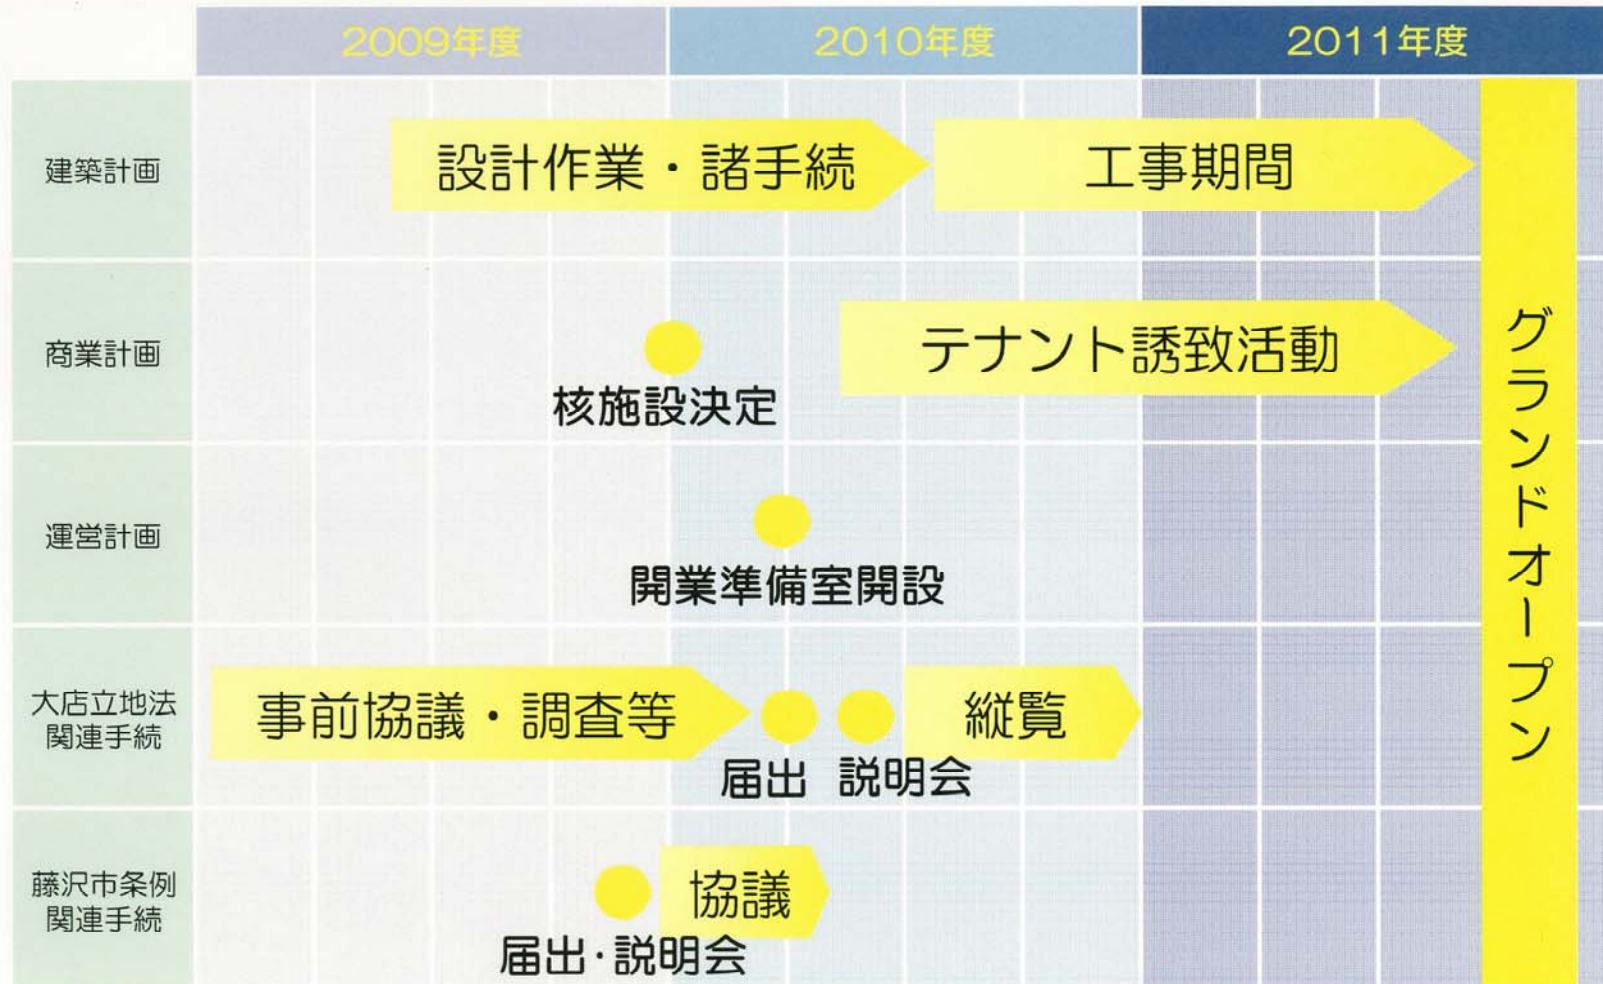 2009年度 2010年度 2011年度
建築計画
設計作業・諸手続
工事期間
商業計画
核施設決定
テナント誘致活動
運営計画
開業準備室開設
大店立地法
関連手続
事前協議・調査等
届出
説明会
縦覧
藤沢市条例
関連手続
届出・説明会
協議
グランドオープン